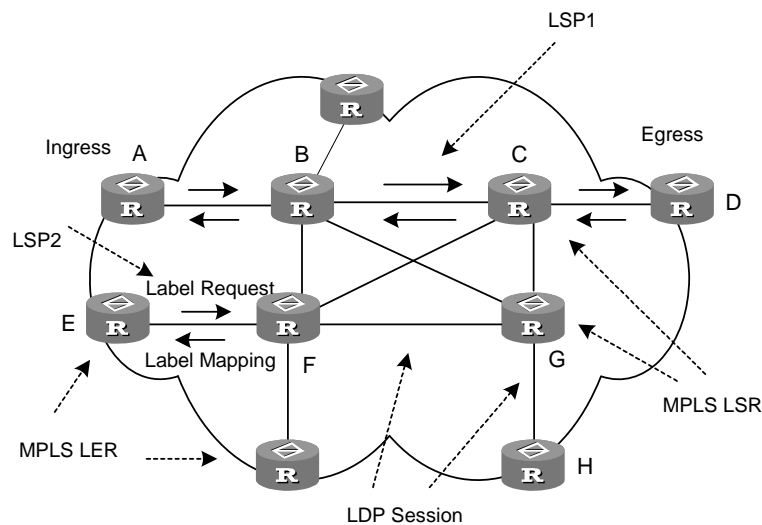 LSP1
R
Ingress
A
B
C
Egress
R
R
R
R
D
LSP2
Label Request
E
R
R
R
Label Mapping
F
G
MPLS LER
MPLS LSR
R
R
H
LDP Session